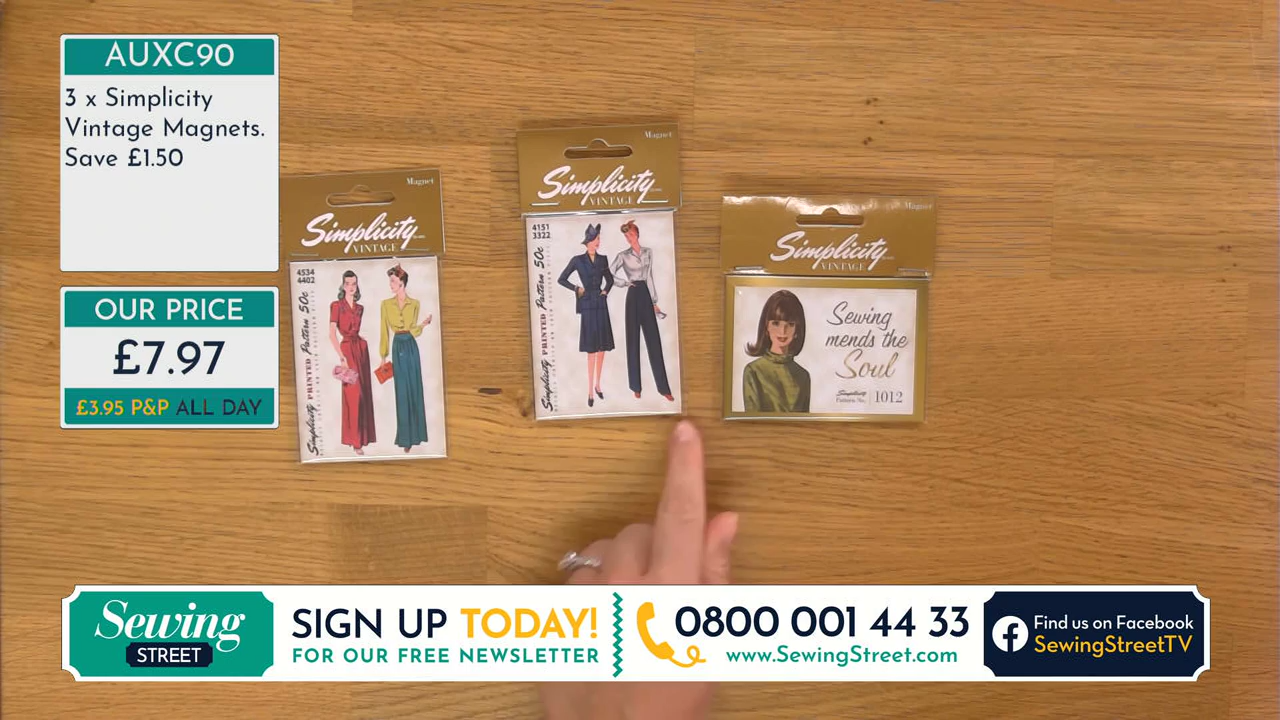 AUXC90
3 x Simplicity
Vintage Magnets.
Save £1.50
OUR PRICE
£7.97
£3.95 P&P ALL DAY
Magnet
Simplicity
VINTAGE
4534
4402
Simplicity PRINTED Pattern 50c
Magnet
Simplicity
VINTAGE
4151
3322
Simplicity PRINTED Pattern 50c
Magnet
Simplicity
VINTAGE
Sewing
mends the
Soul
Simplicity
Pattern No.
1012
Sewing
STREET
SIGN UP TODAY!
FOR OUR FREE NEWSLETTER
0800 001 44 33
www.SewingStreet.com
Find us on Facebook
SewingStreetTV